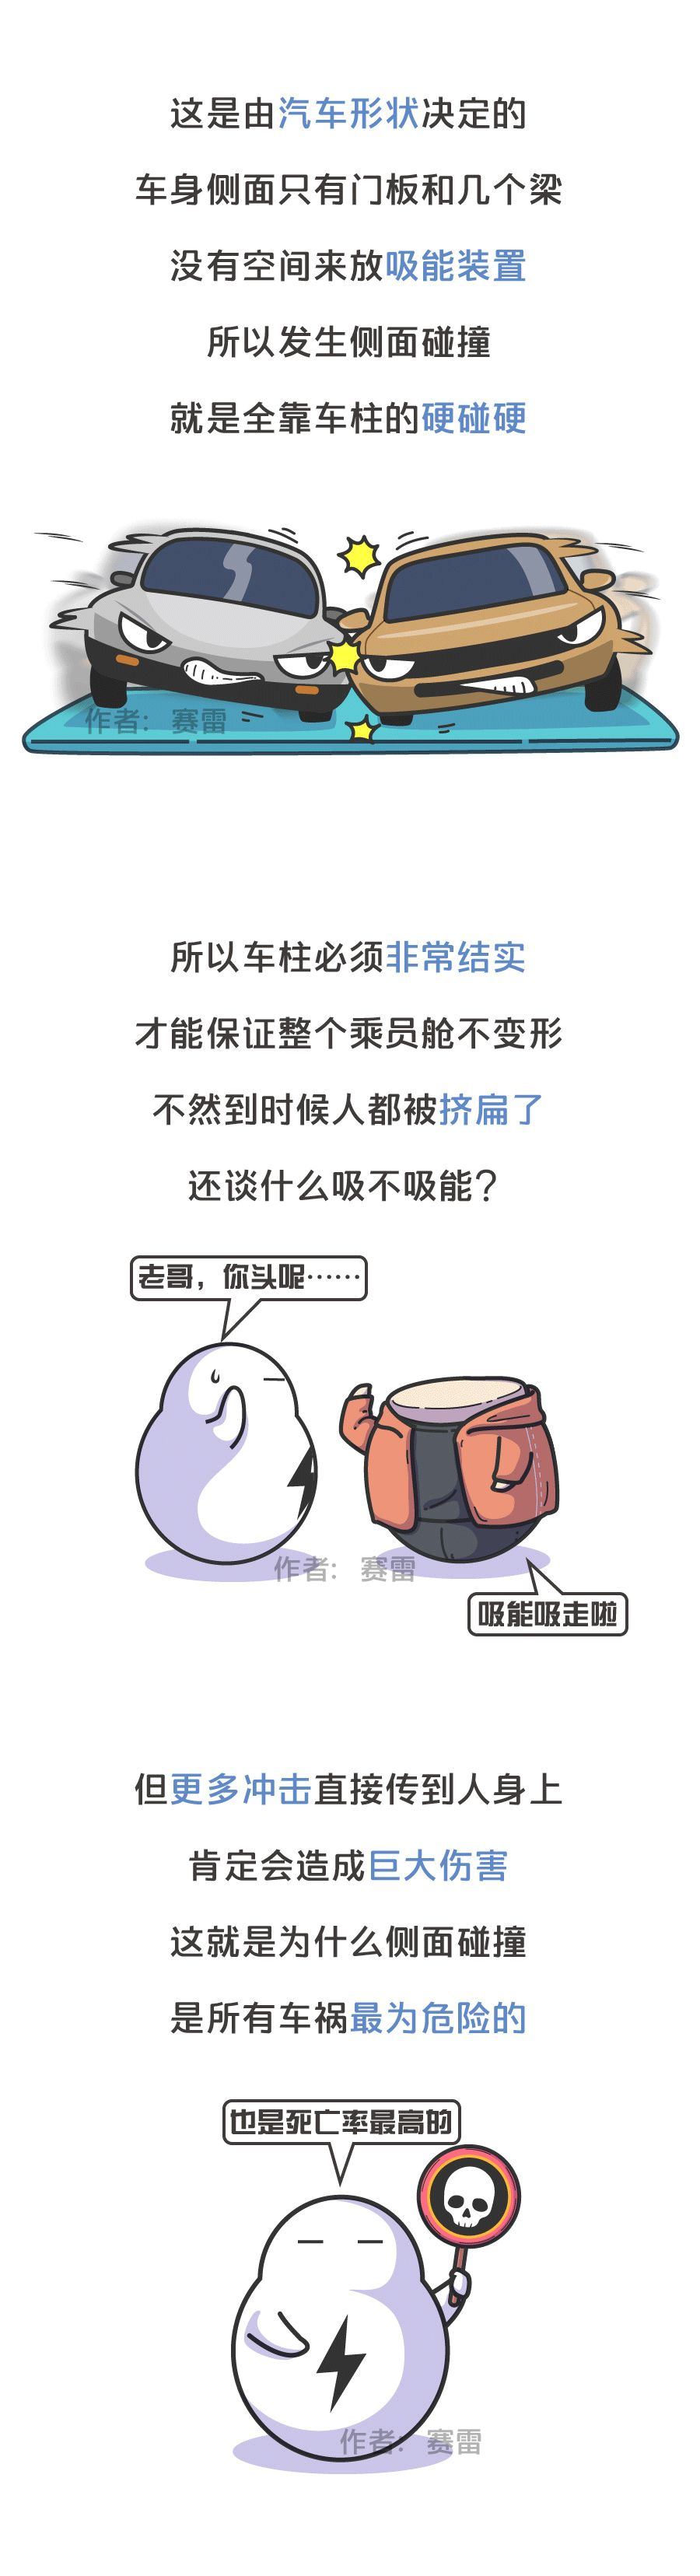 这是由汽车形状决定的
车身侧面只有门板和几个梁
没有空间来放吸能装置
所以发生侧面碰撞
就是全靠车柱的硬碰硬
作者：赛雷
所以车柱必须非常结实
才能保证整个乘员舱不变形
不然到时候人都被挤扁了
还谈什么吸不吸能？
老哥，你头呢……
作者：赛雷
吸能吸走啦
但更多冲击直接传到人身上
肯定会造成巨大伤害
这就是为什么侧面碰撞
是所有车祸最为危险的
也是死亡率最高的
作者：赛雷